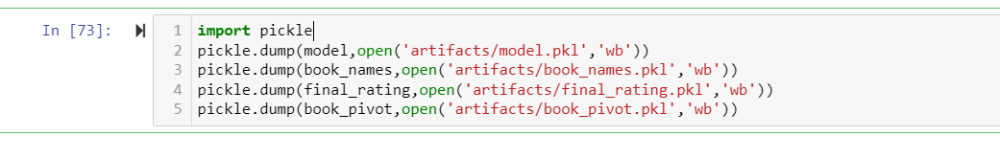 In [73]:
1 import pickle
2 pickle.dump(model,open('artifacts/model.pkl','wb'))
3 pickle.dump(book_names,open('artifacts/book_names.pkl','wb'))
4 pickle.dump(final_rating,open('artifacts/final_rating.pkl','wb'))
5 pickle.dump(book_pivot,open('artifacts/book_pivot.pkl','wb'))